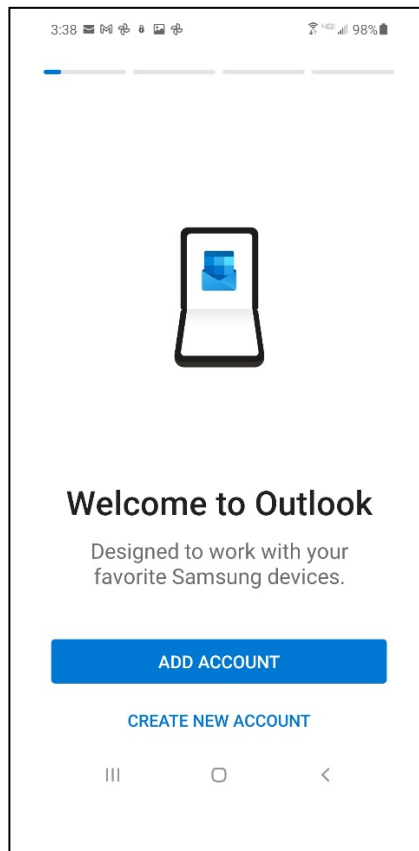 3:38 98%
Welcome to Outlook
Designed to work with your
favorite Samsung devices.
ADD ACCOUNT
CREATE NEW ACCOUNT